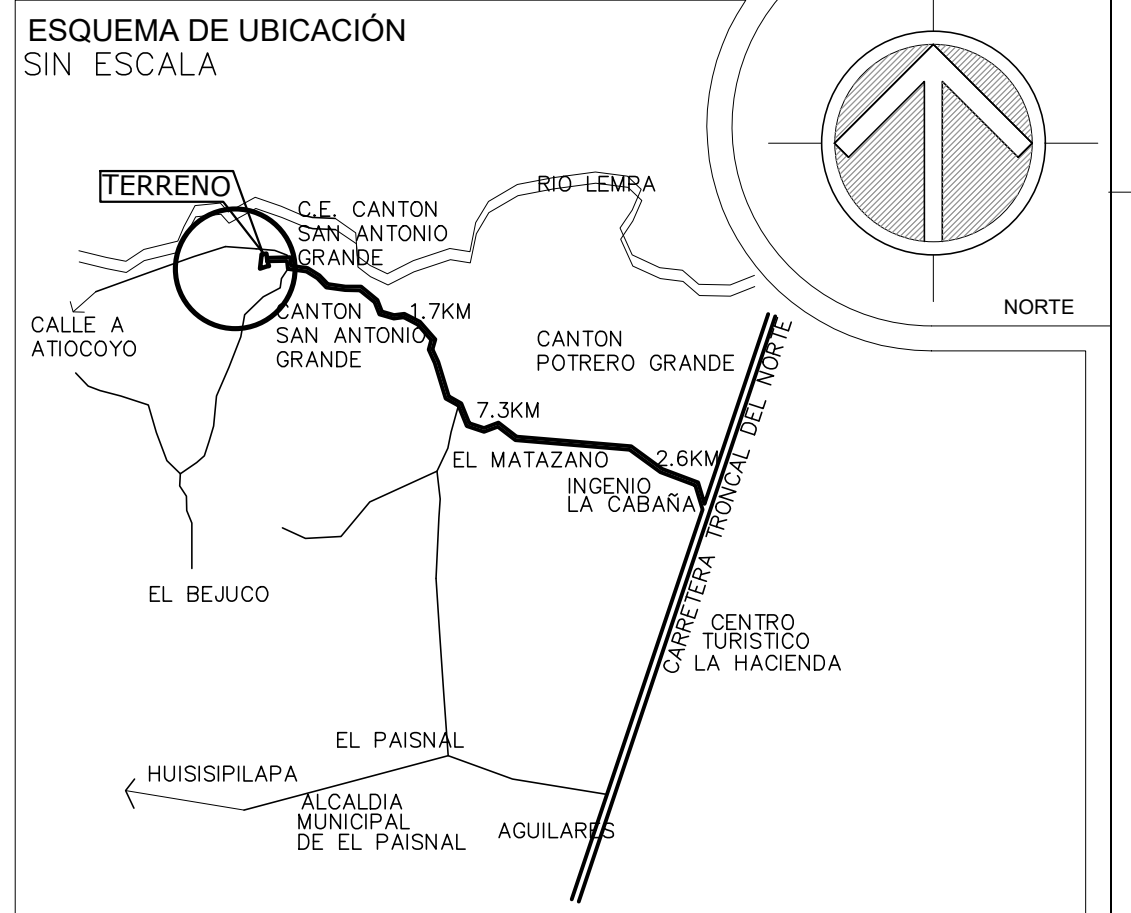 ESQUEMA DE UBICACIÓN
SIN ESCALA
NORTE
TERRENO
RIO LEMPA
C.E. CANTON
SAN ANTONIO
GRANDE
CALLE A
ATIOCOYO
CANTON
SAN ANTONIO
GRANDE
1.7KM
CANTON
POTRERO GRANDE
7.3KM
EL MATAZANO
2.6KM
INGENIO
LA CABAÑA
CARRETERA TRONCAL DEL NORTE
EL BEJUCO
CENTRO
TURISTICO
LA HACIENDA
EL PAISNAL
HUISISIPILAPA
ALCALDIA
MUNICIPAL
DE EL PAISNAL
AGUILARES